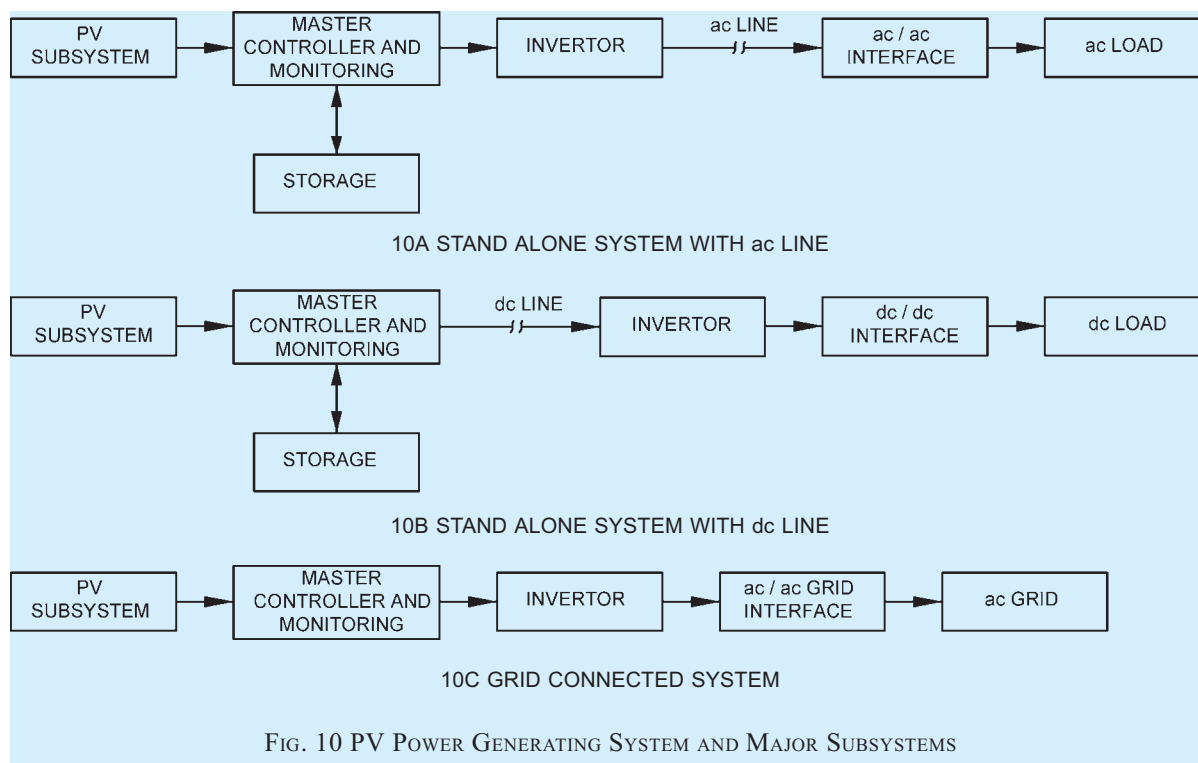 PV
SUBSYSTEM
MASTER
CONTROLLER AND
MONITORING
INVERTOR
ac LINE
ac / ac
INTERFACE
ac LOAD
STORAGE
10A STAND ALONE SYSTEM WITH ac LINE
PV
SUBSYSTEM
MASTER
CONTROLLER AND
MONITORING
dc LINE
INVERTOR
dc / dc
INTERFACE
dc LOAD
STORAGE
10B STAND ALONE SYSTEM WITH dc LINE
PV
SUBSYSTEM
MASTER
CONTROLLER AND
MONITORING
INVERTOR
ac / ac GRID
INTERFACE
ac GRID
10C GRID CONNECTED SYSTEM
FIG. 10 PV POWER GENERATING SYSTEM AND MAJOR SUBSYSTEMS